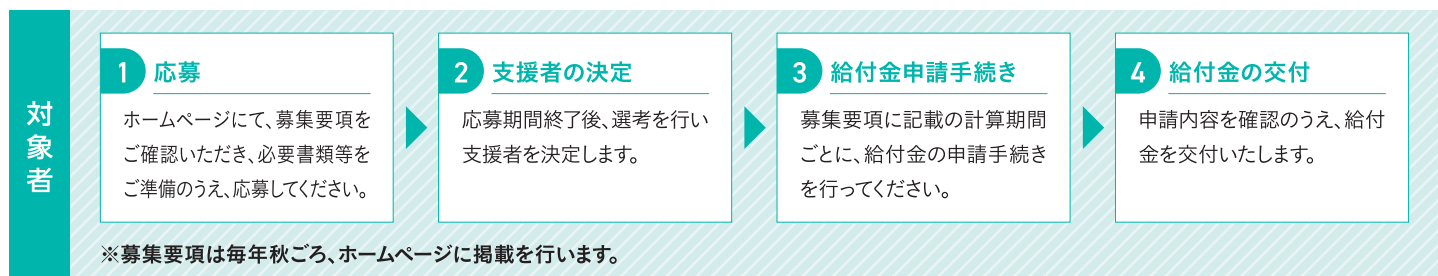 対象者
1 応募
ホームページにて、募集要項を
ご確認いただき、必要書類等を
ご準備のうえ、応募してください。
2 支援者の決定
応募期間終了後、選考を行い
支援者を決定します。
3 給付金申請手続き
募集要項に記載の計算期間
ごとに、給付金の申請手続き
を行ってください。
4 給付金の交付
申請内容を確認のうえ、給付
金を交付いたします。
※募集要項は毎年秋ごろ、ホームページに掲載を行います。